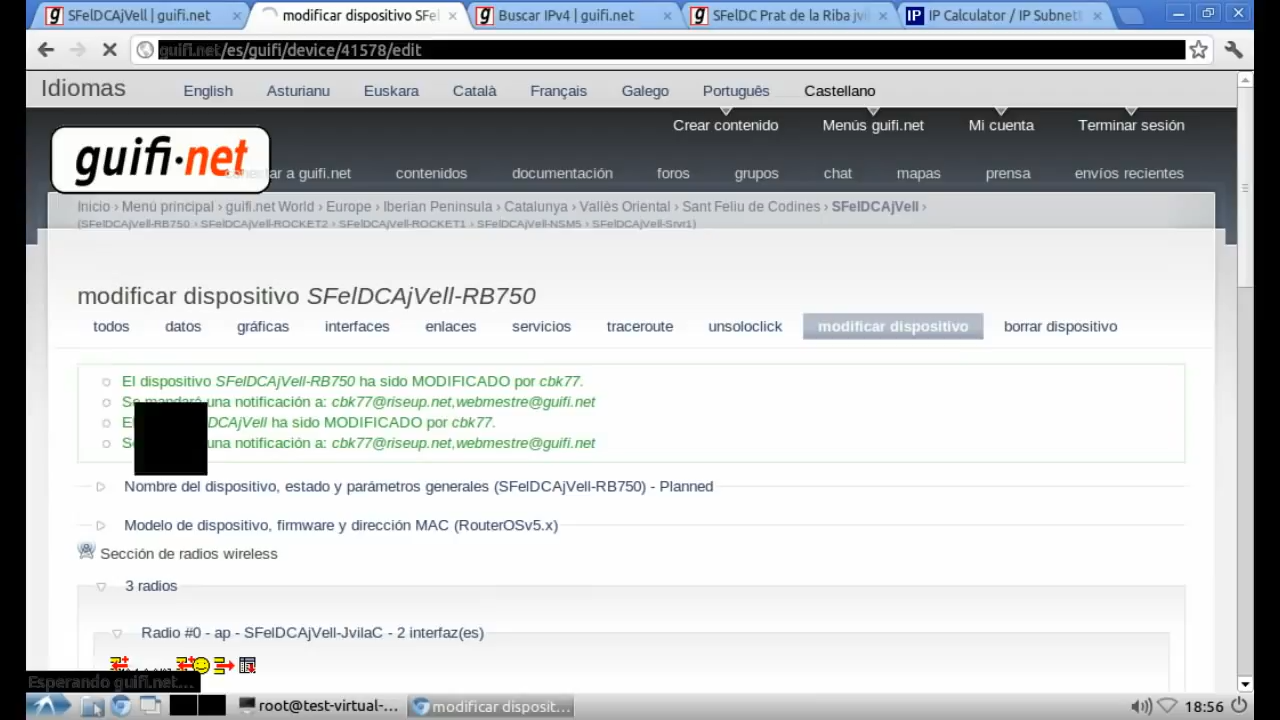 SFelDCAjVell | guifi.net
modificar dispositivo SFel
Buscar IPv4 | guifi.net
SFelDC Prat de la Riba jvi
IP Calculator / IP Subnett
guifi.net/es/guifi/device/41578/edit
Idiomas English Asturianu Euskara Català Français Galego Português Castellano
Crear contenido Menús guifi.net Mi cuenta Terminar sesión
guifi·net
conectar a guifi.net contenidos documentación foros grupos chat mapas prensa envíos recientes
Inicio › Menú principal › guifi.net World › Europe › Iberian Peninsula › Catalunya › Vallès Oriental › Sant Feliu de Codines › SFelDCAjVell ›
(SFelDCAjVell-RB750 › SFelDCAjVell-ROCKET2 › SFelDCAjVell-ROCKET1 › SFelDCAjVell-NSM5 › SFelDCAjVell-Srvr1)
modificar dispositivo SFelDCAjVell-RB750
todos datos gráficas interfaces enlaces servicios traceroute unsoloclick modificar dispositivo borrar dispositivo
El dispositivo SFelDCAjVell-RB750 ha sido MODIFICADO por cbk77.
Se mandará una notificación a: cbk77@riseup.net,webmestre@guifi.net
DCAjVell ha sido MODIFICADO por cbk77.
una notificación a: cbk77@riseup.net,webmestre@guifi.net
Nombre del dispositivo, estado y parámetros generales (SFelDCAjVell-RB750) - Planned
Modelo de dispositivo, firmware y dirección MAC (RouterOSv5.x)
Sección de radios wireless
3 radios
Radio #0 - ap - SFelDCAjVell-JvilaC - 2 interfaz(es)
Esperando guifi.net...
root@test-virtual-...
modificar disposit...
18:56